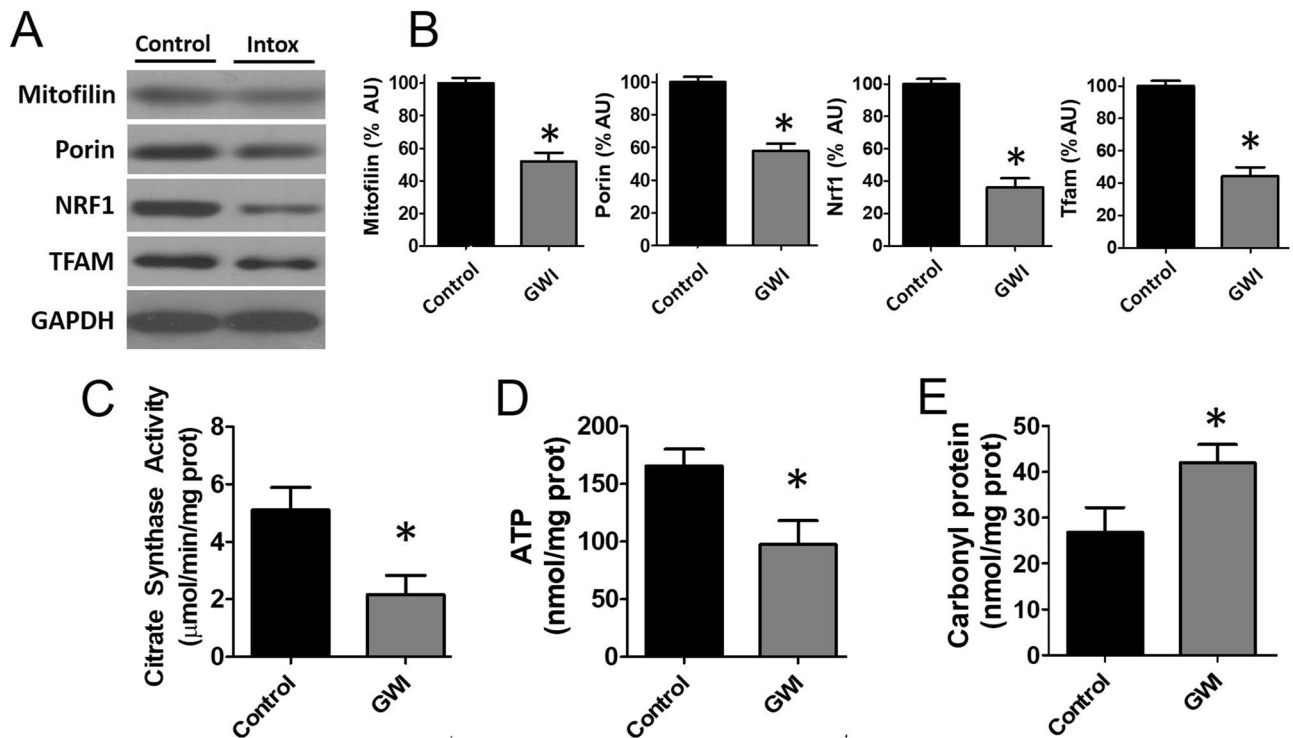 A
Control Intox
Mitofilin
Porin
NRF1
TFAM
GAPDH
B
Mitofilin (% AU)
100
80
60
40
20
0
*
Control
GWI
Porin (% AU)
100
80
60
40
20
0
*
Control
GWI
Nrf1 (% AU)
100
80
60
40
20
0
*
Control
GWI
Tfam (% AU)
100
80
60
40
20
0
*
Control
GWI
C
Citrate Synthase Activity
(μmol/min/mg prot)
8
6
4
2
0
*
Control
GWI
D
ATP
(nmol/mg prot)
200
150
100
50
0
*
Control
GWI
E
Carbonyl protein
(nmol/mg prot)
50
40
30
20
10
0
*
Control
GWI